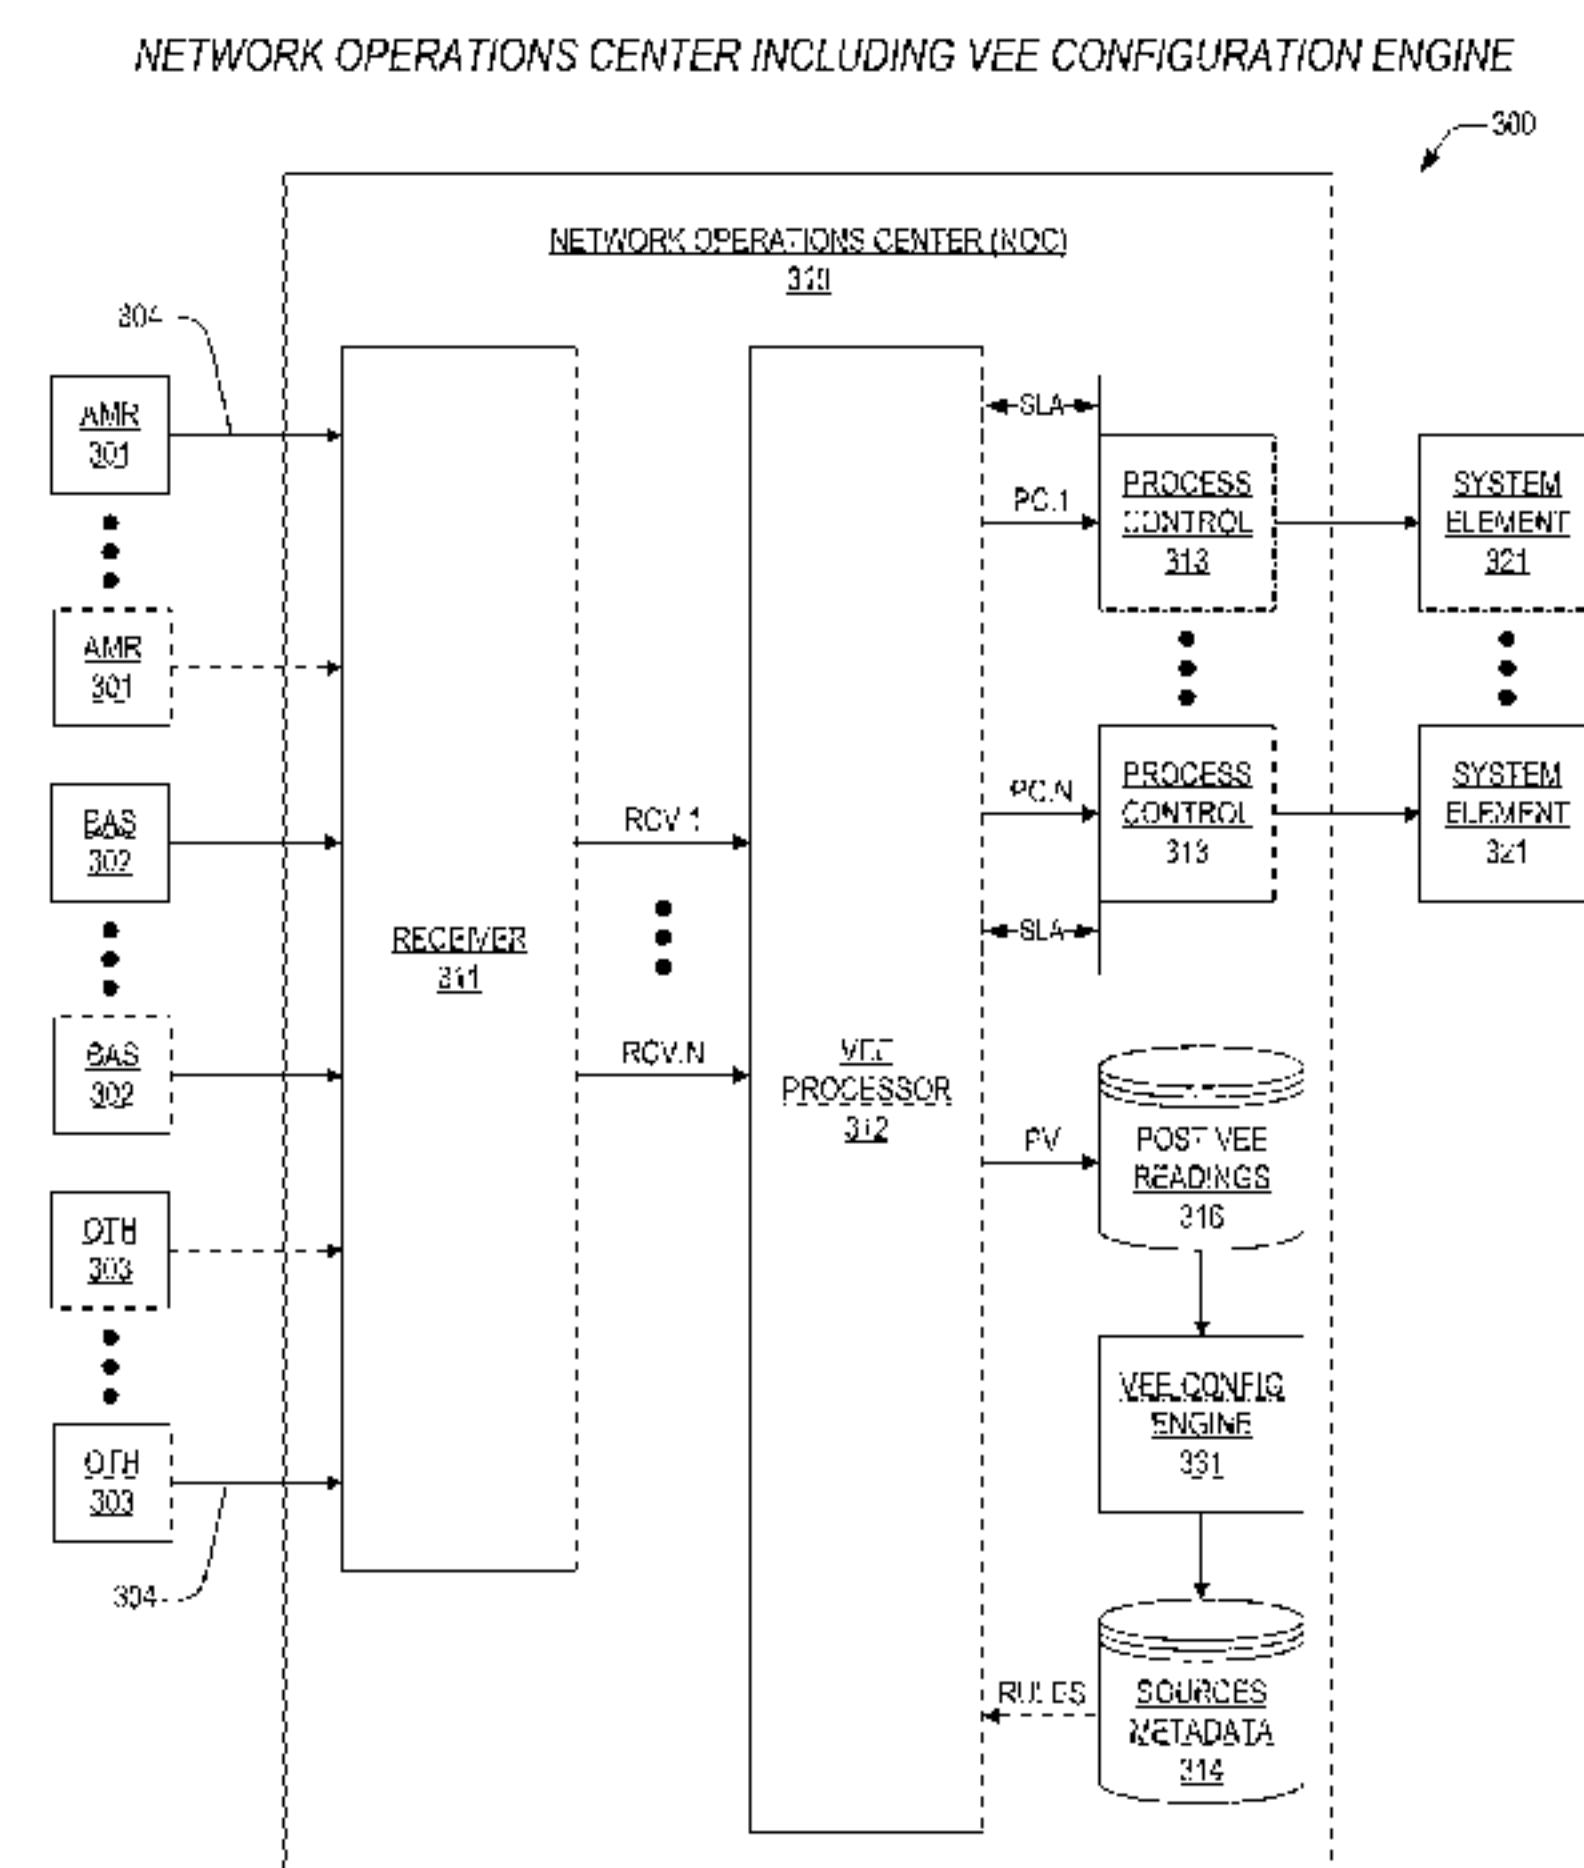 NETWORK OPERATIONS CENTER INCLUDING VEE CONFIGURATION ENGINE
300
NETWORK OPERATIONS CENTER (NOC)
310
304
AMR
301
AMR
301
BAS
302
BAS
302
OTH
303
OTH
303
304
RECEIVER
311
RCV.1
RCV.N
VEE
PROCESSOR
312
SLA
PC.1
PROCESS
CONTROL
313
SYSTEM
ELEMENT
321
PC.N
PROCESS
CONTROL
313
SYSTEM
ELEMENT
321
SLA
PV
POST VEE
READINGS
316
VEE CONFIG
ENGINE
331
RULES
SOURCES
METADATA
314